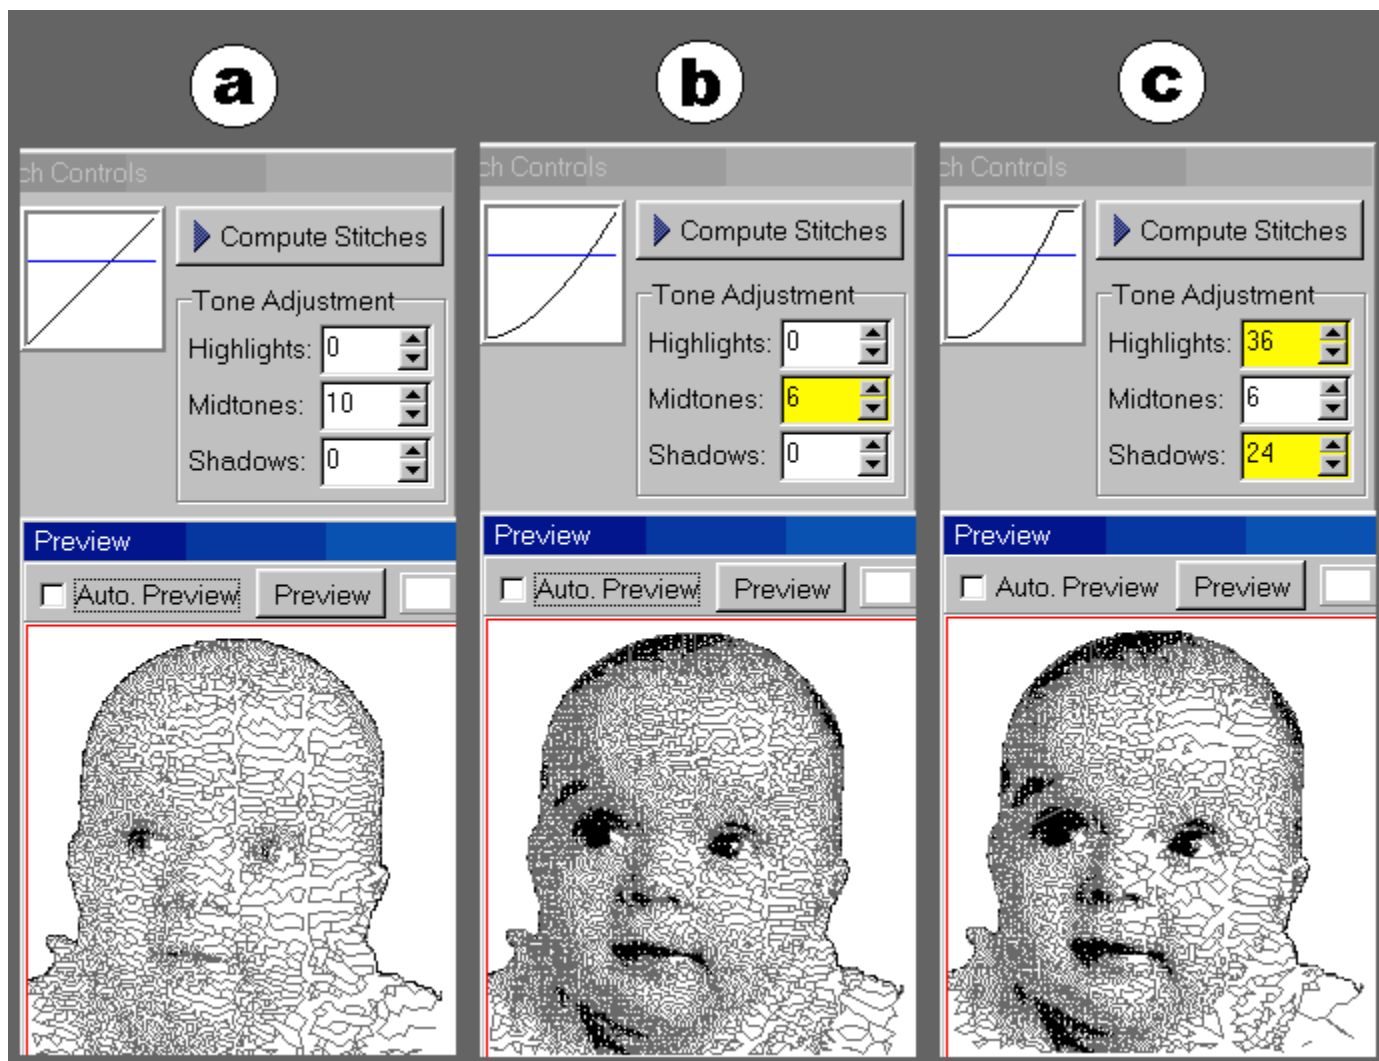 a
ch Controls
Compute Stitches
Tone Adjustment
Highlights: 0
Midtones: 10
Shadows: 0
Preview
Auto. Preview Preview
b
ch Controls
Compute Stitches
Tone Adjustment
Highlights: 0
Midtones: 6
Shadows: 0
Preview
Auto. Preview Preview
c
ch Controls
Compute Stitches
Tone Adjustment
Highlights: 36
Midtones: 6
Shadows: 24
Preview
Auto. Preview Preview